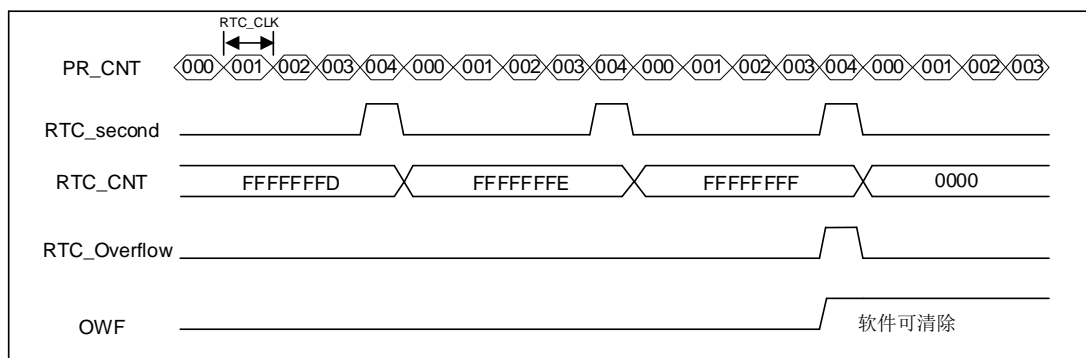 RTC_CLK
PR_CNT 000 001 002 003 004 000 001 002 003 004 000 001 002 003 004 000 001 002 003
RTC_second
RTC_CNT FFFFFFFD FFFFFFFE FFFFFFFF 0000
RTC_Overflow
OWF 软件可清除